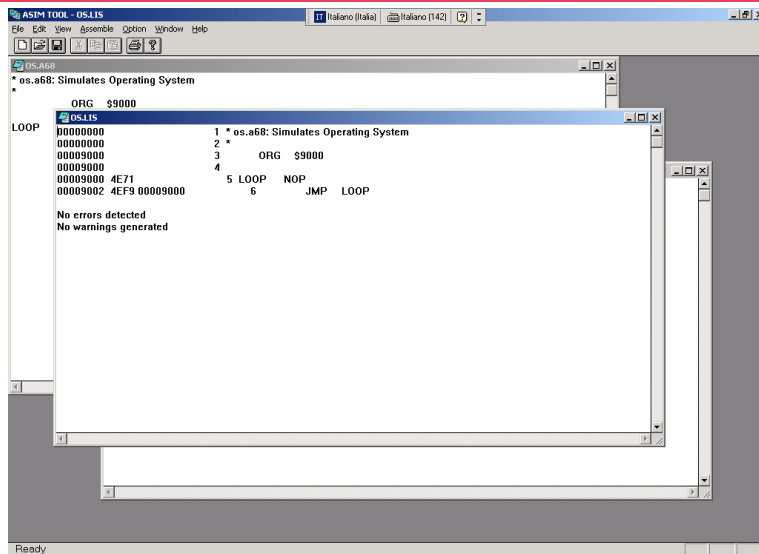 ASIM TOOL - OS.LIS
IT Italiano (Italia) Italiano (142)
File Edit View Assemble Option Window Help
OS.A68
* os.a68: Simulates Operating System
*
ORG $9000
LOOP
OS.LIS
00000000 1 * os.a68: Simulates Operating System
00000000 2 *
00009000 3 ORG $9000
00009000 4
00009000 4E71 5 LOOP NOP
00009002 4EF9 00009000 6 JMP LOOP
No errors detected
No warnings generated
Ready